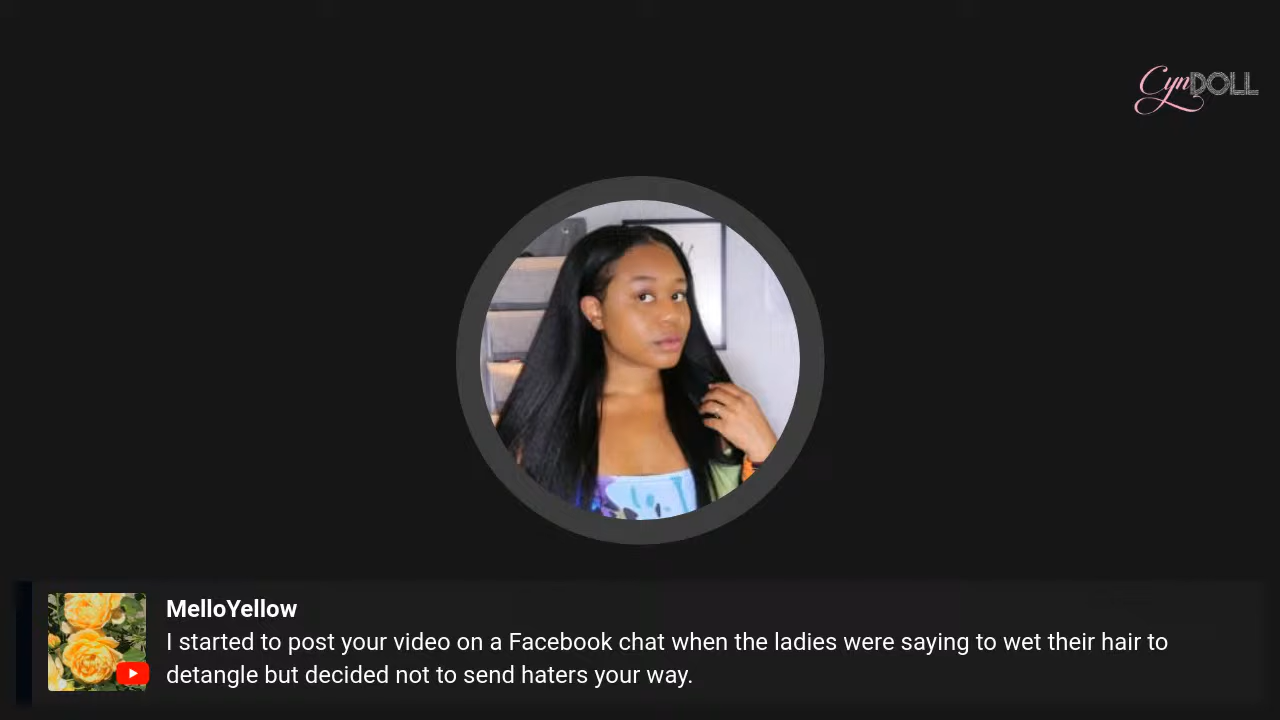 CynDOLL
MelloYellow
I started to post your video on a Facebook chat when the ladies were saying to wet their hair to
detangle but decided not to send haters your way.